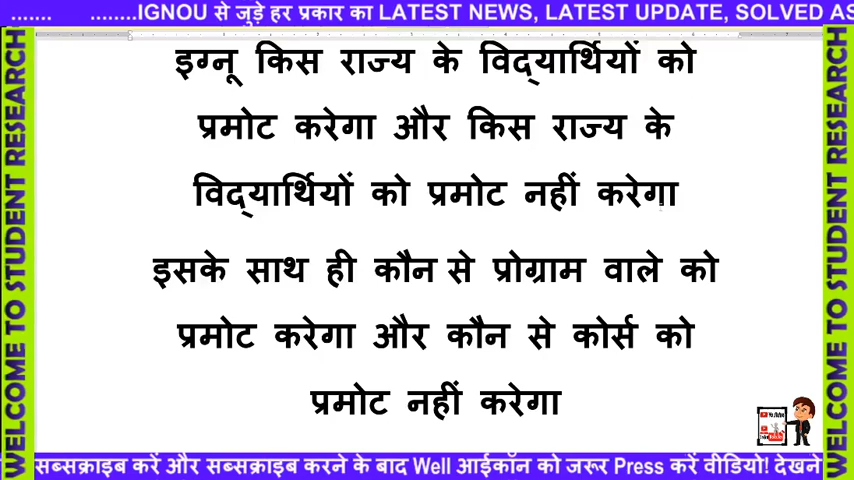 ....... ........IGNOU से जुड़े हर प्रकार का LATEST NEWS, LATEST UPDATE, SOLVED AS
WELCOME TO STUDENT RESEARCH
इग्नू किस राज्य के विद्यार्थियों को
प्रमोट करेगा और किस राज्य के
विद्यार्थियों को प्रमोट नहीं करेगा
इसके साथ ही कौन से प्रोग्राम वाले को
प्रमोट करेगा और कौन से कोर्स को
प्रमोट नहीं करेगा
WELCOME TO STUDENT RESEARCH
सब्सक्राइब करें और सब्सक्राइब करने के बाद Well आईकॉन को जरूर Press करें वीडियो! देखने